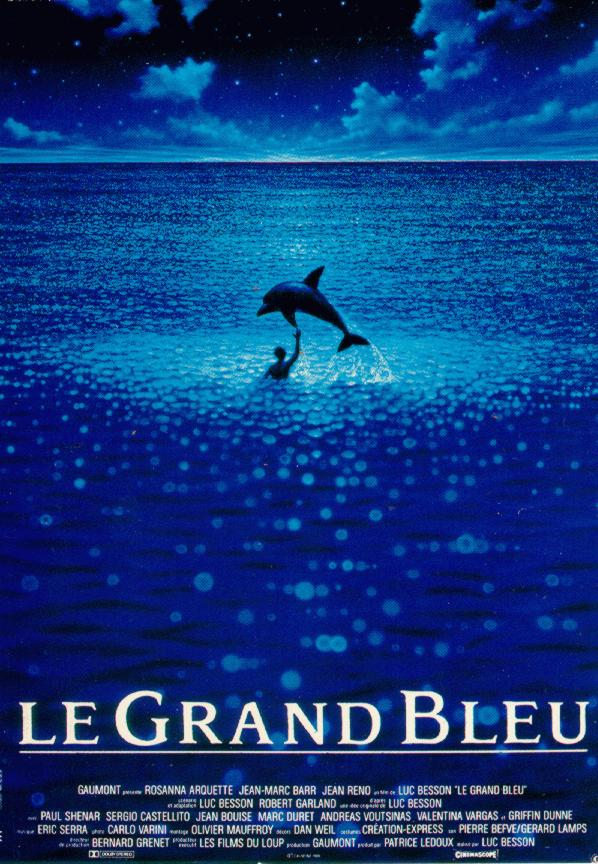 LE GRAND BLEU
GAUMONT présente ROSANNA ARQUETTE JEAN-MARC BARR JEAN RENO un film de LUC BESSON "LE GRAND BLEU"
scénario et adaptation LUC BESSON ROBERT GARLAND d'après une idée originale de LUC BESSON
avec PAUL SHENAR SERGIO CASTELLITO JEAN BOUISE MARC DURET ANDREAS VOUTSINAS VALENTINA VARGAS et GRIFFIN DUNNE
musique ERIC SERRA photo CARLO VARINI montage OLIVIER MAUFFROY décors DAN WEIL costumes CRÉATION-EXPRESS son PIERRE BEFVE/GERARD LAMPS
directeur de production BERNARD GRENET producteur exécutif LES FILMS DU LOUP production GAUMONT produit par PATRICE LEDOUX réalisé par LUC BESSON
DOLBY STEREO CINEMASCOPE